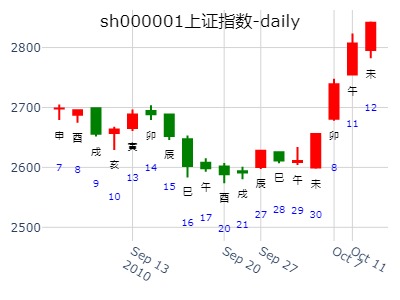 sh000001上证指数-daily
2800
2700
2600
2500
申 酉 戌 亥 寅 卯 辰 巳 午 未 申 戌 辰 巳 午 未 卯 午 未
7 8 9 10 13 14 15 16 17 20 21 27 28 29 30 8 11 12
Sep 13
2010
Sep 20
Sep 27
Oct 7
Oct 11